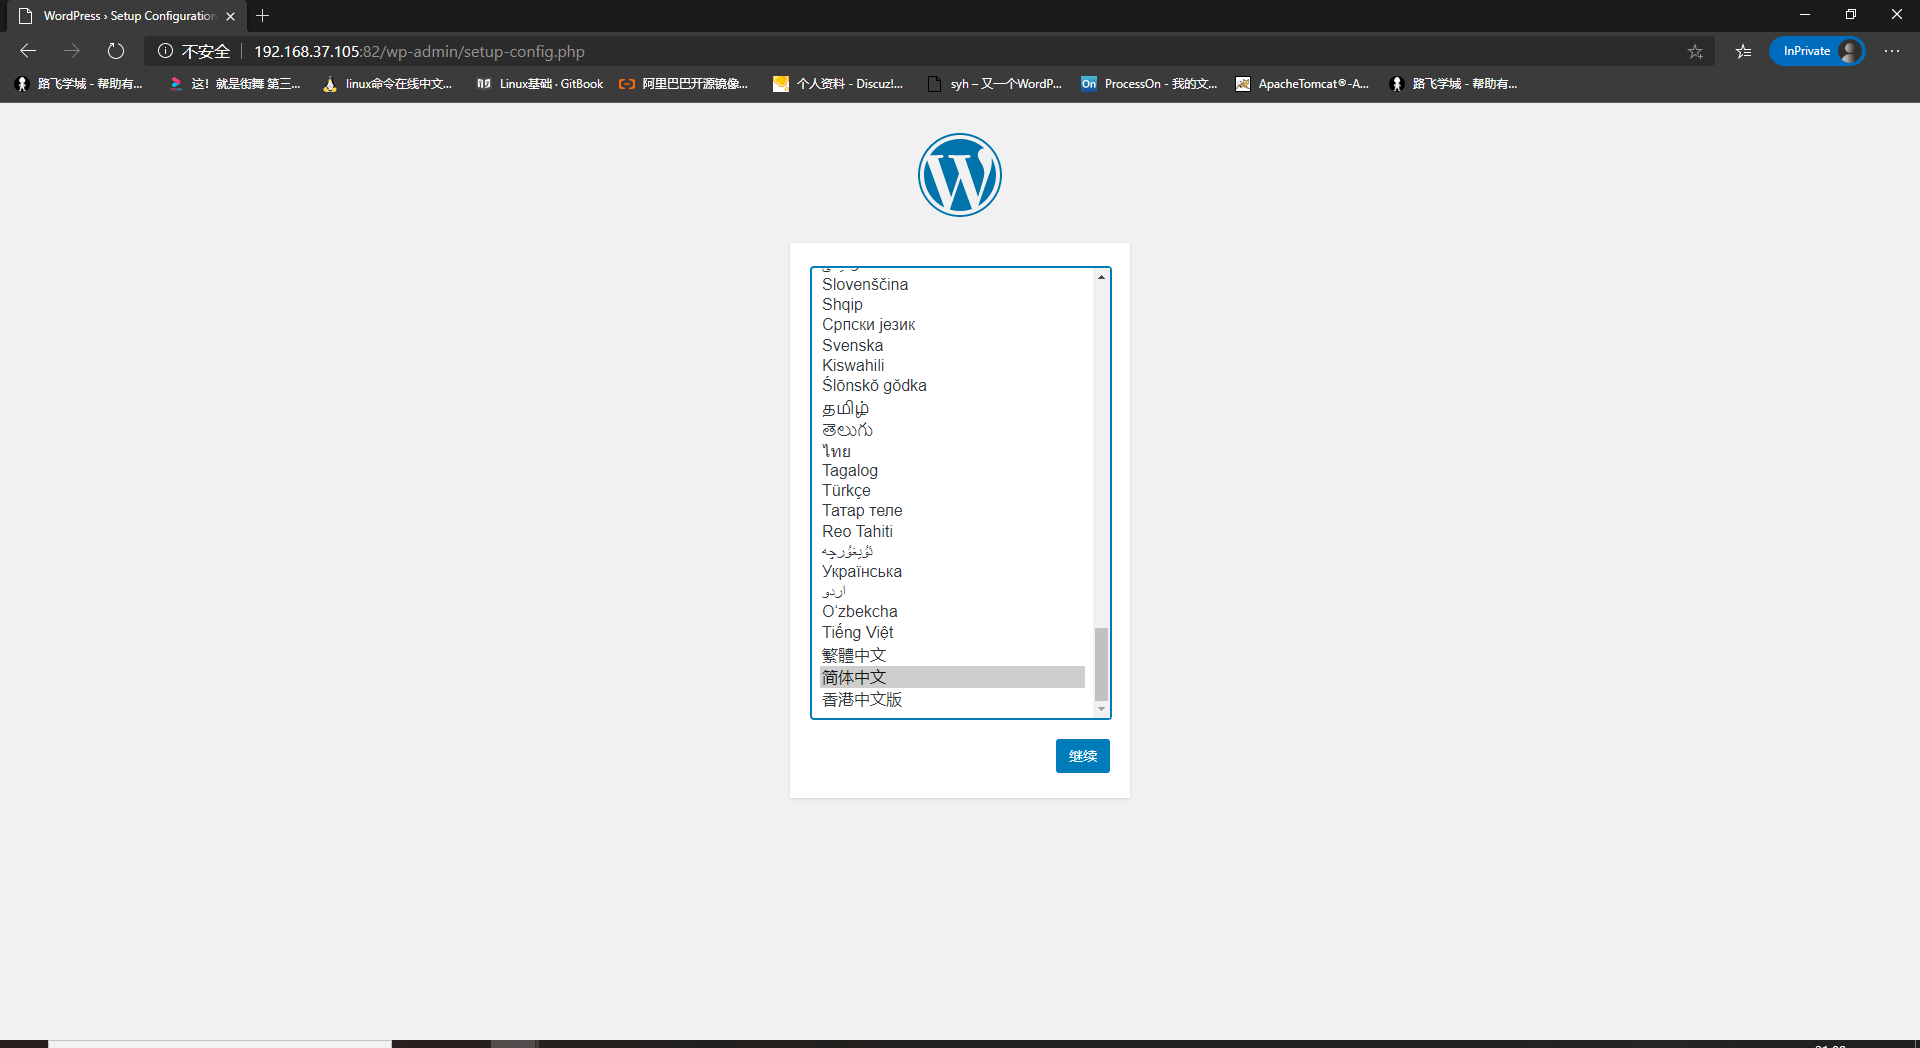 WordPress › Setup Configuration
不安全
192.168.37.105:82/wp-admin/setup-config.php
InPrivate
路飞学城 - 帮助有...
这！就是街舞 第三...
linux命令在线中文...
Linux基础 · GitBook
阿里巴巴开源镜像...
个人资料 - Discuz!...
syh – 又一个WordP...
On
ProcessOn - 我的文...
ApacheTomcat®-A...
路飞学城 - 帮助有...
Slovenščina
Shqip
Српски језик
Svenska
Kiswahili
Ślōnskŏ gŏdka
தமிழ்
తెలుగు
ไทย
Tagalog
Türkçe
Татар теле
Reo Tahiti
ئۇيغۇرچە
Українська
اردو
O‘zbekcha
Tiếng Việt
繁體中文
简体中文
香港中文版
继续